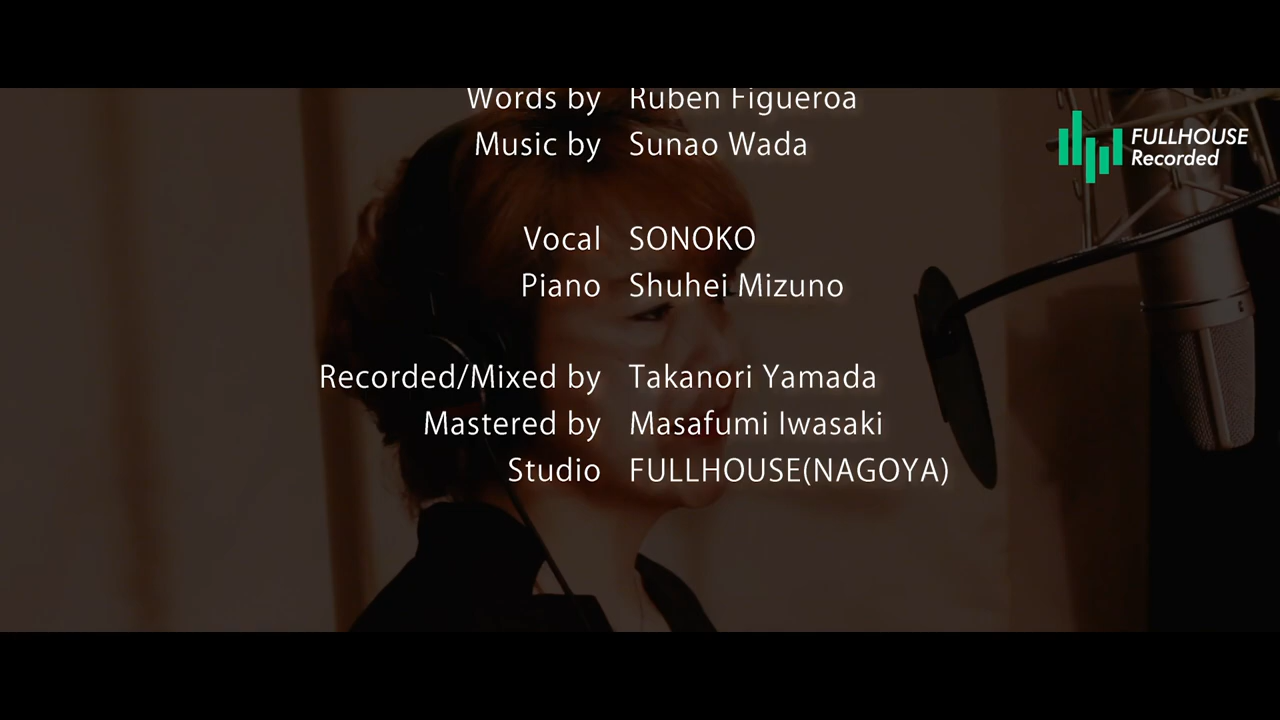 Words by Ruben Figueroa
Music by Sunao Wada
FULLHOUSE
Recorded
Vocal SONOKO
Piano Shuhei Mizuno
Recorded/Mixed by Takanori Yamada
Mastered by Masafumi Iwasaki
Studio FULLHOUSE(NAGOYA)